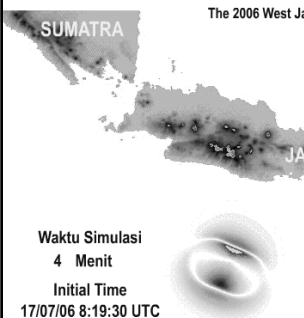 The 2006 West Ja
SUMATRA
JA
Waktu Simulasi
4 Menit
Initial Time
17/07/06 8:19:30 UTC